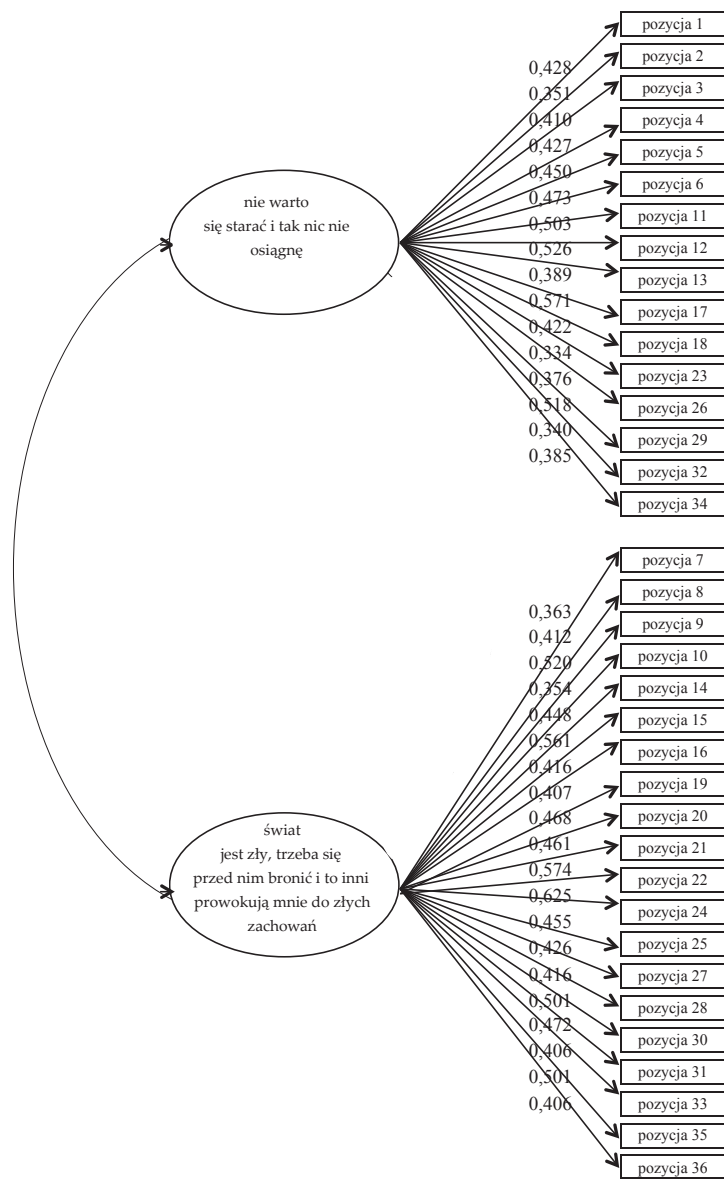 nie warto
się starać i tak nic nie
osiągnę
0,428
0,351
0,410
0,427
0,450
0,473
0,503
0,526
0,389
0,571
0,422
0,334
0,376
0,518
0,340
0,385
pozycja 1
pozycja 2
pozycja 3
pozycja 4
pozycja 5
pozycja 6
pozycja 11
pozycja 12
pozycja 13
pozycja 17
pozycja 18
pozycja 23
pozycja 26
pozycja 29
pozycja 32
pozycja 34
świat
jest zły, trzeba się
przed nim bronić i to inni
prowokują mnie do złych
zachowań
0,363
0,412
0,520
0,354
0,448
0,561
0,416
0,407
0,468
0,461
0,574
0,625
0,455
0,426
0,416
0,501
0,472
0,406
0,501
0,406
pozycja 7
pozycja 8
pozycja 9
pozycja 10
pozycja 14
pozycja 15
pozycja 16
pozycja 19
pozycja 20
pozycja 21
pozycja 22
pozycja 24
pozycja 25
pozycja 27
pozycja 28
pozycja 30
pozycja 31
pozycja 33
pozycja 35
pozycja 36